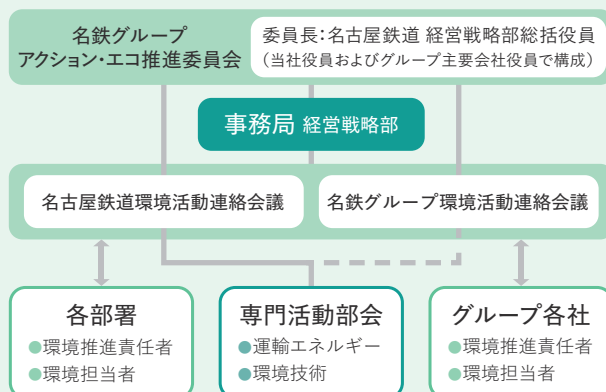 名鉄グループ
アクション・エコ推進委員会
委員長:名古屋鉄道 経営戦略部総括役員
(当社役員およびグループ主要会社役員で構成)
事務局 経営戦略部
名古屋鉄道環境活動連絡会議
名鉄グループ環境活動連絡会議
各部署
●環境推進責任者
●環境担当者
専門活動部会
●運輸エネルギー
●環境技術
グループ各社
●環境推進責任者
●環境担当者